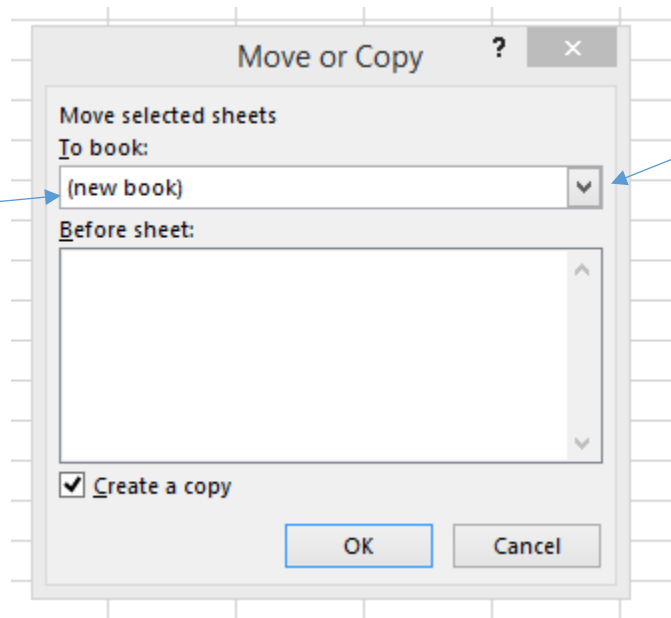 Move or Copy ?
Move selected sheets
To book:
(new book)
Before sheet:
Create a copy
OK Cancel